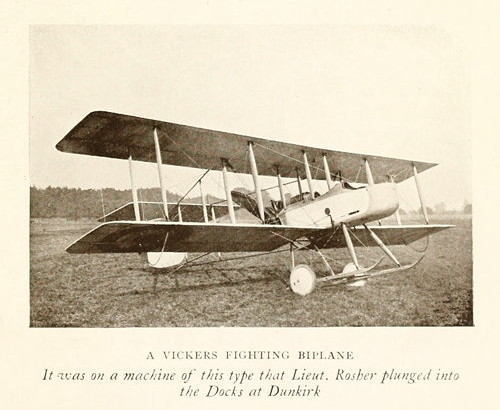 A VICKERS FIGHTING BIPLANE
It was on a machine of this type that Lieut. Rosher plunged into
the Docks at Dunkirk